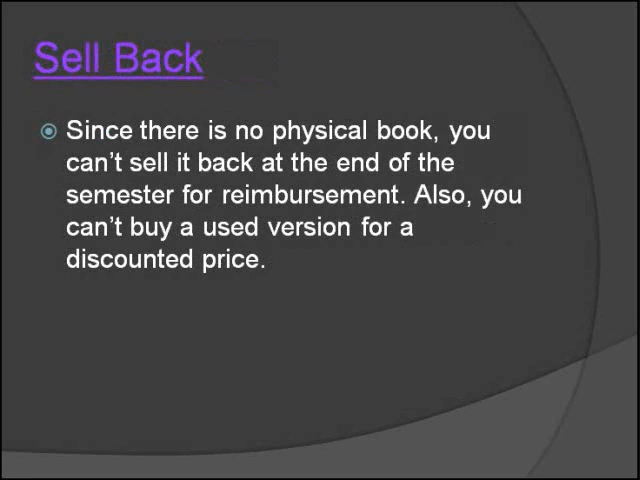 Sell Back
Since there is no physical book, you
can’t sell it back at the end of the
semester for reimbursement. Also, you
can’t buy a used version for a
discounted price.